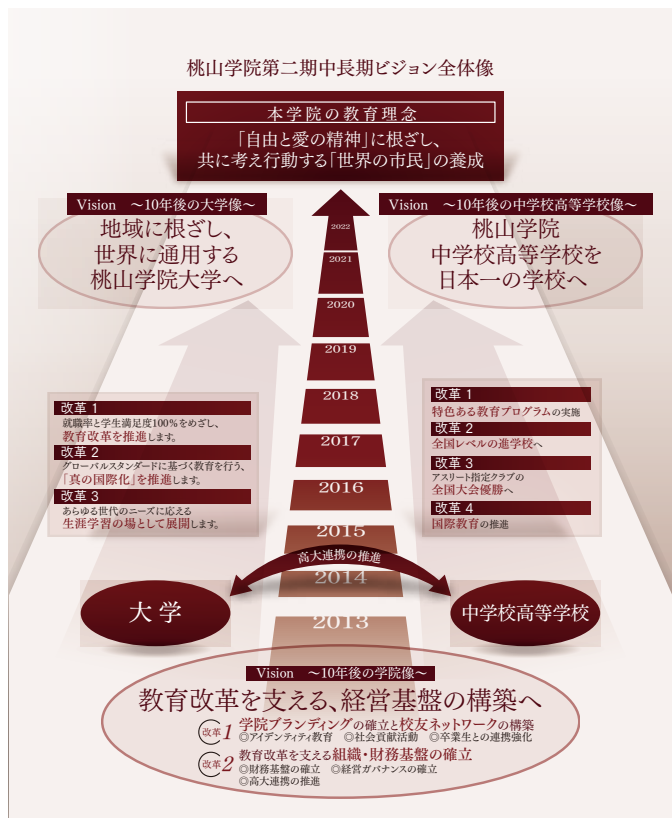 桃山学院第二期中長期ビジョン全体像
本学院の教育理念
「自由と愛の精神」に根ざし、
共に考え行動する「世界の市民」の養成
Vision ～10年後の大学像～
地域に根ざし、
世界に通用する
桃山学院大学へ
Vision ～10年後の中学校高等学校像～
桃山学院
中学校高等学校を
日本一の学校へ
2022
2021
2020
2019
2018
2017
2016
2015
2014
2013
改革 1
就職率と学生満足度100%をめざし、
教育改革を推進します。
改革 2
グローバルスタンダードに基づく教育を行う、
「真の国際化」を推進します。
改革 3
あらゆる世代のニーズに応える
生涯学習の場として展開します。
改革 1
特色ある教育プログラムの実施
改革 2
全国レベルの進学校へ
改革 3
アスリート指定クラブの
全国大会優勝へ
改革 4
国際教育の推進
高大連携の推進
大学
中学校高等学校
Vision ～10年後の学院像～
教育改革を支える、経営基盤の構築へ
改革 1 学院ブランディングの確立と校友ネットワークの構築
◎アイデンティティ教育 ◎社会貢献活動 ◎卒業生との連携強化
改革 2 教育改革を支える組織・財務基盤の確立
◎財務基盤の確立 ◎経営ガバナンスの確立
◎高大連携の推進